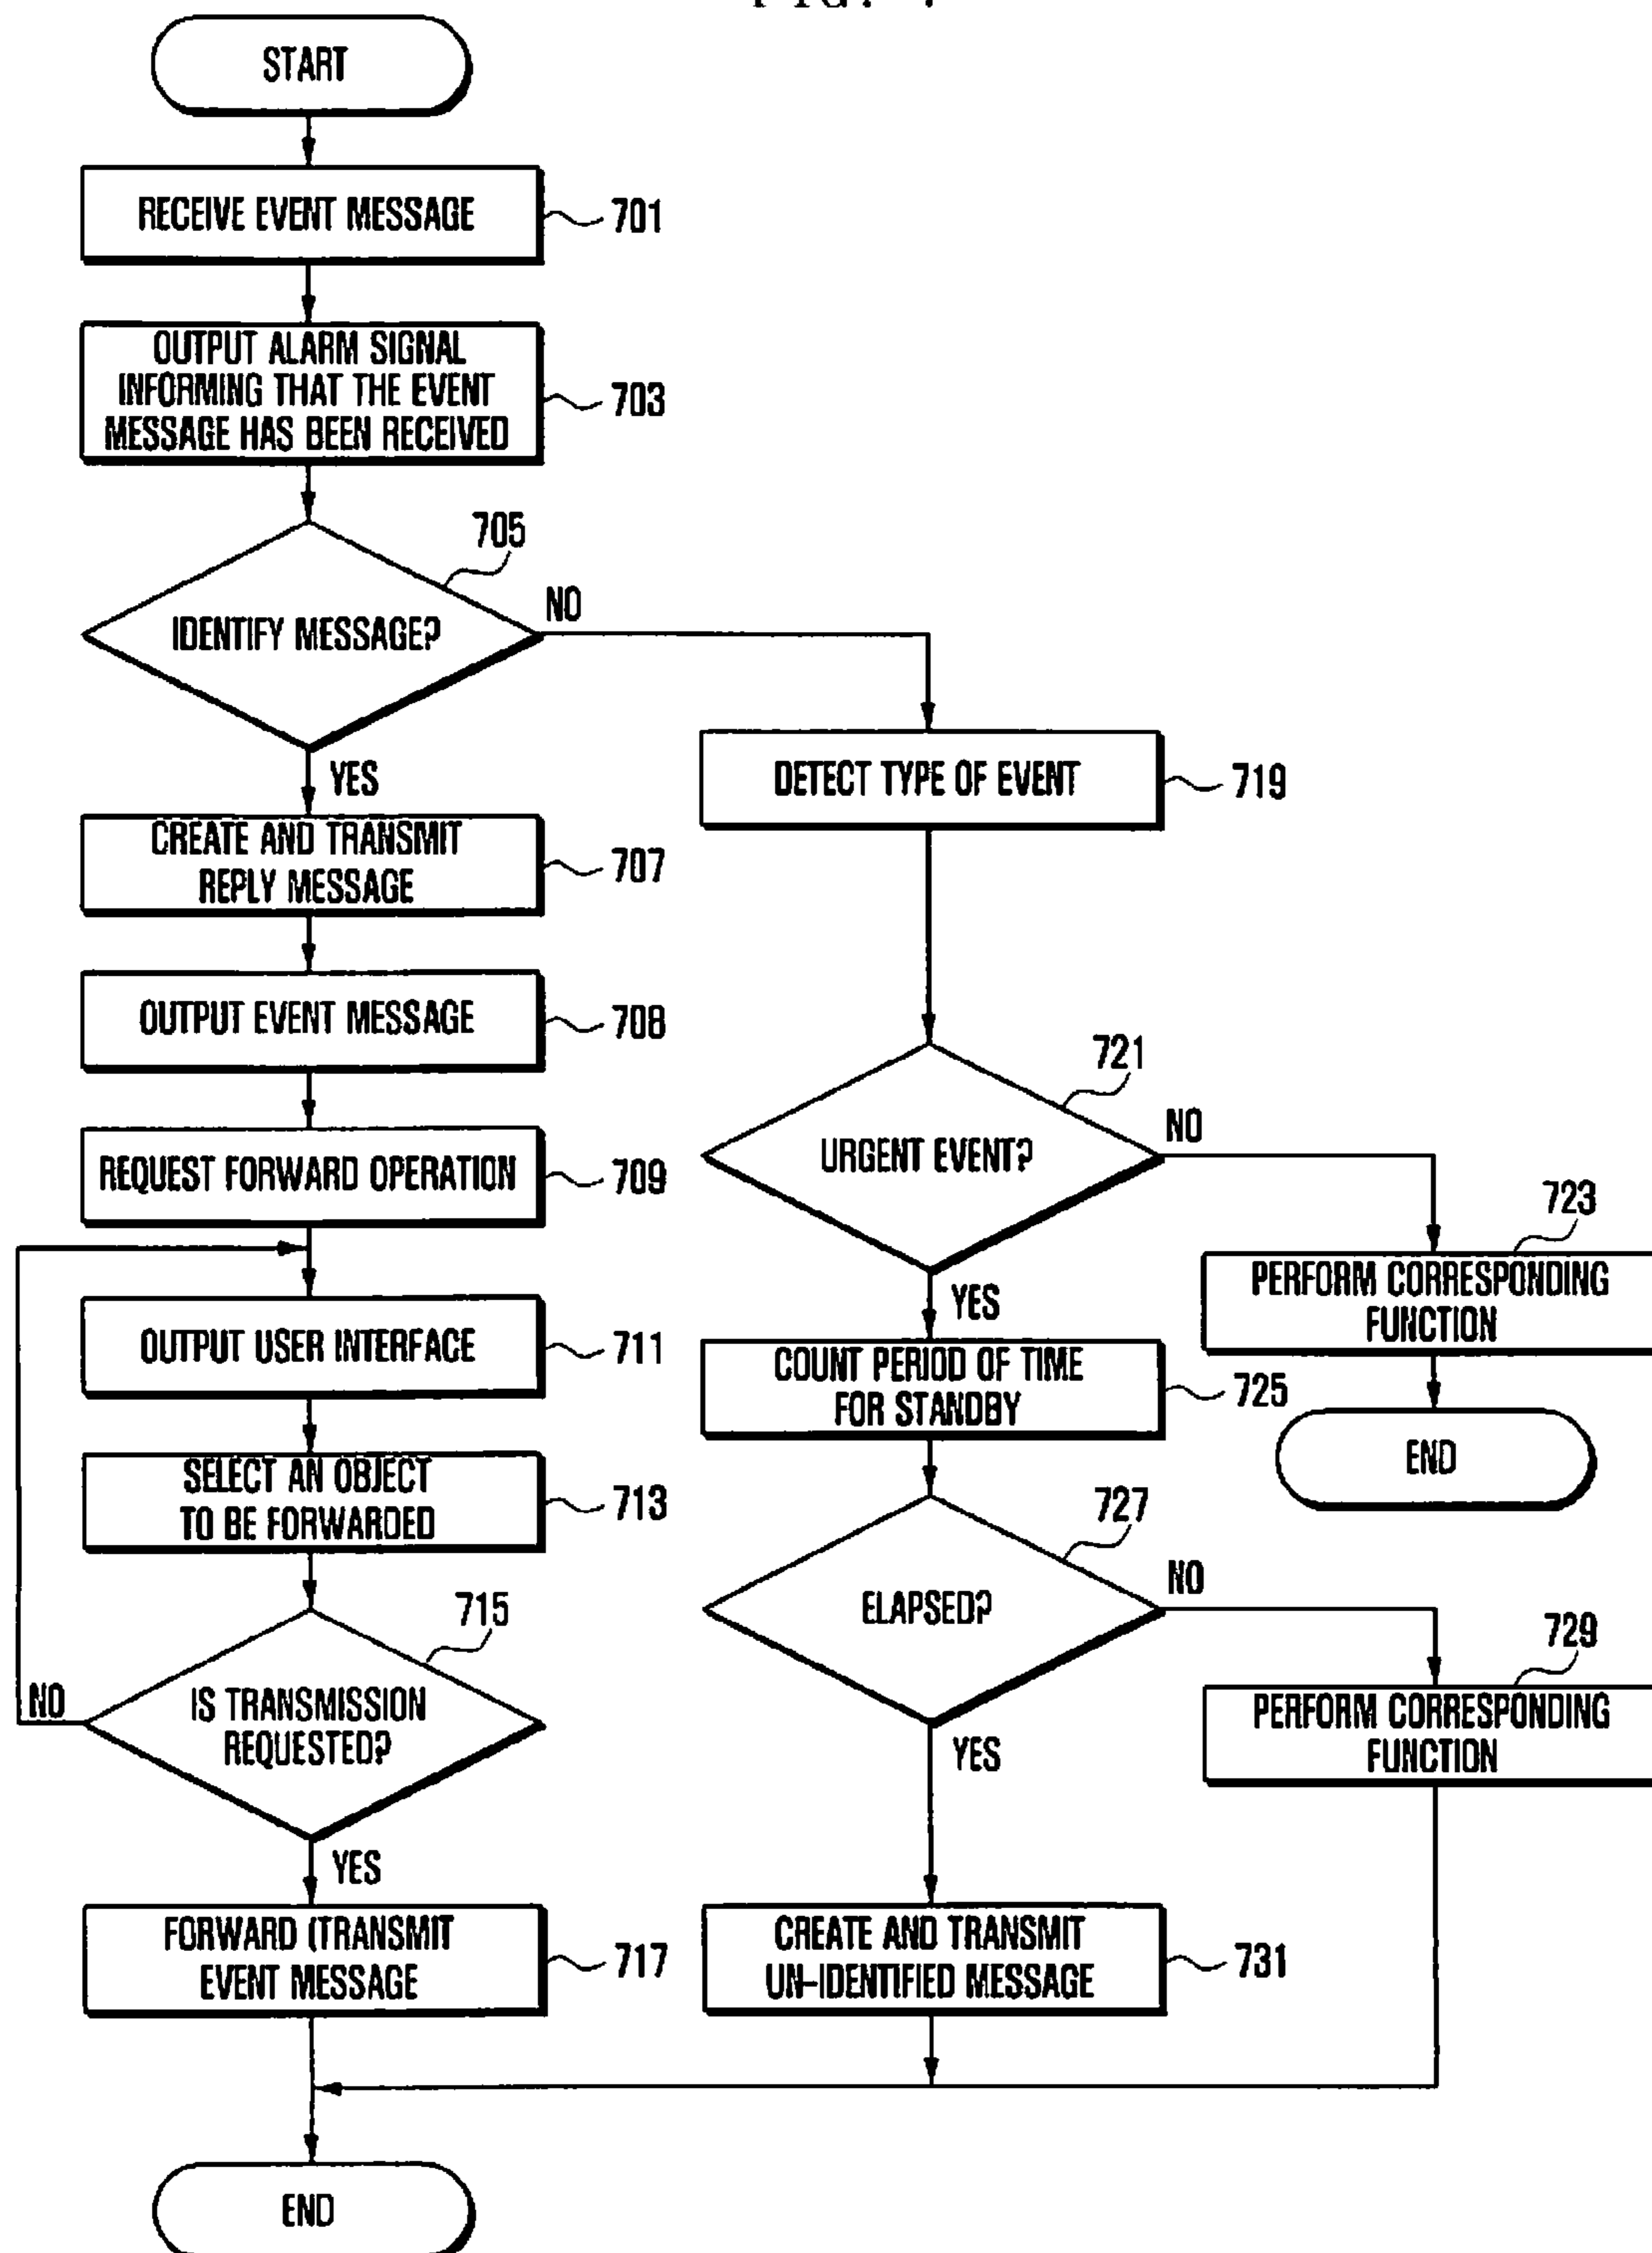 START
RECEIVE EVENT MESSAGE
701
OUTPUT ALARM SIGNAL
INFORMING THAT THE EVENT
MESSAGE HAS BEEN RECEIVED
703
705
IDENTIFY MESSAGE?
NO
YES
CREATE AND TRANSMIT
REPLY MESSAGE
707
OUTPUT EVENT MESSAGE
708
REQUEST FORWARD OPERATION
709
OUTPUT USER INTERFACE
711
SELECT AN OBJECT
TO BE FORWARDED
713
715
IS TRANSMISSION
REQUESTED?
NO
YES
FORWARD (TRANSMIT
EVENT MESSAGE
717
DETECT TYPE OF EVENT
719
721
URGENT EVENT?
NO
YES
723
PERFORM CORRESPONDING
FUNCTION
END
COUNT PERIOD OF TIME
FOR STANDBY
725
727
ELAPSED?
NO
YES
729
PERFORM CORRESPONDING
FUNCTION
CREATE AND TRANSMIT
UN-IDENTIFIED MESSAGE
731
END